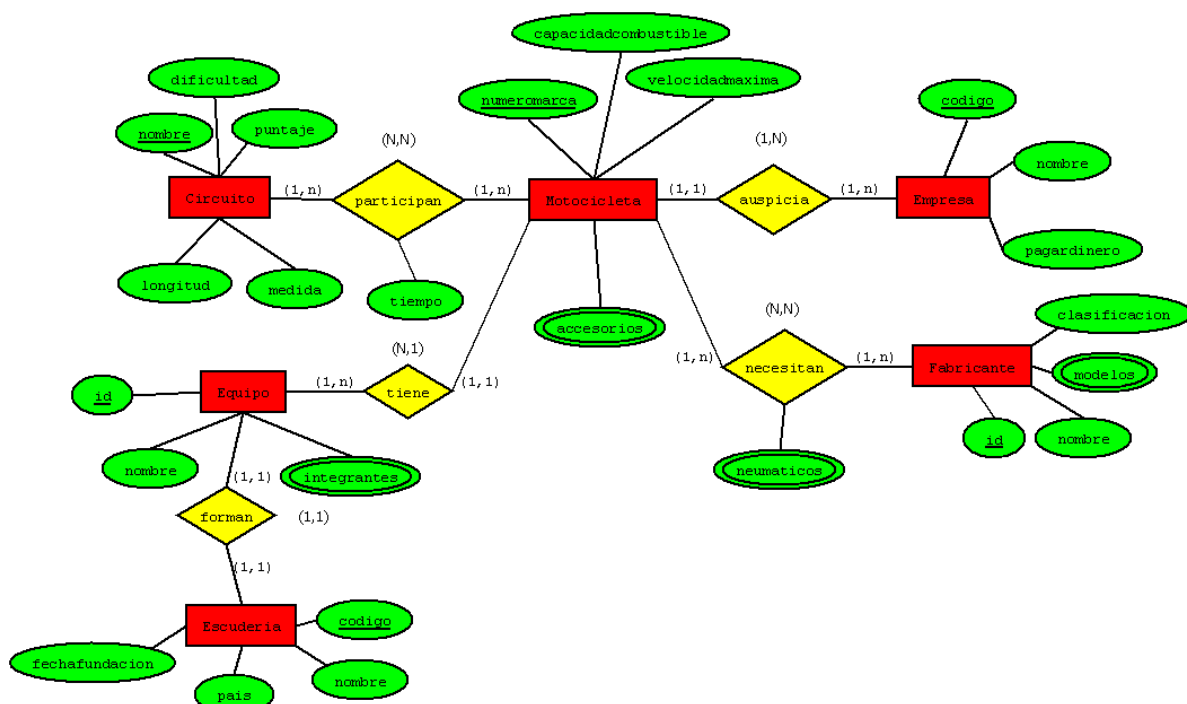 capacidadcombustible
dificultad
velocidadmaxima
numeromarca
codigo
nombre
puntaje
(N,N)
(1,N)
nombre
Circuito
(1,n)
participan
(1,n)
Motocicleta
(1,1)
auspicia
(1,n)
Empresa
pagardinero
longitud
medida
tiempo
accesorios
(N,N)
clasificacion
(N,1)
(1,n)
necesitan
(1,n)
Fabricante
modelos
id
Equipo
(1,n)
tiene
(1,1)
id
nombre
nombre
integrantes
neumaticos
(1,1)
forman
(1,1)
(1,1)
Escuderia
codigo
fechafundacion
nombre
pais